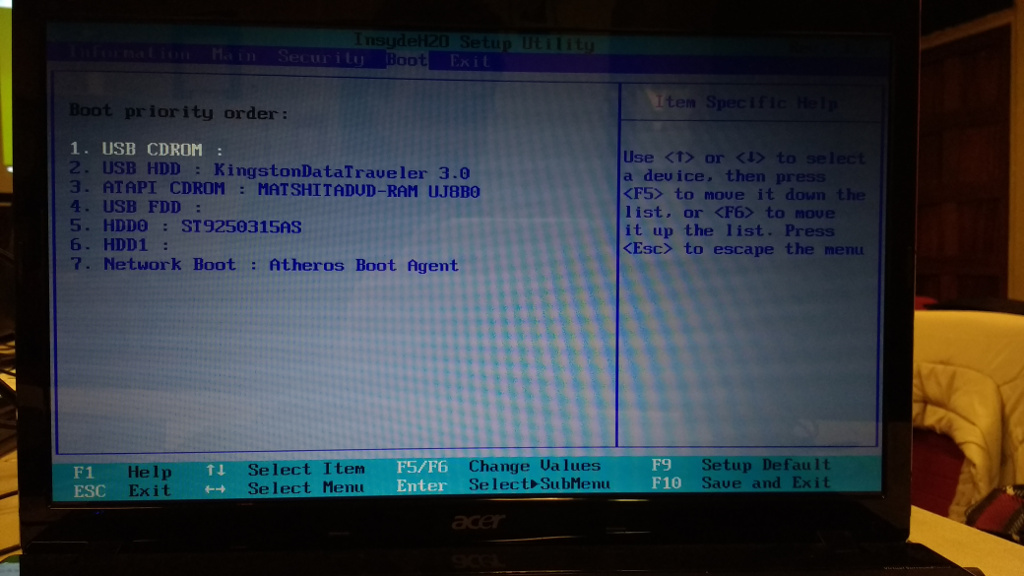 InsydeH20 Setup Utility
Information Main Security Boot Exit
Boot priority order:
1. USB CDROM :
2. USB HDD : KingstonDataTraveler 3.0
3. ATAPI CDROM : MATSHITADVD-RAM UJ8B0
4. USB FDD :
5. HDD0 : ST9250315AS
6. HDD1 :
7. Network Boot : Atheros Boot Agent
Item Specific Help
Use <↑> or <↓> to select
a device, then press
<F5> to move it down the
list, or <F6> to move
it up the list. Press
<Esc> to escape the menu
F1 Help ↑↓ Select Item F5/F6 Change Values F9 Setup Default
ESC Exit ←→ Select Menu Enter Select►SubMenu F10 Save and Exit
acer